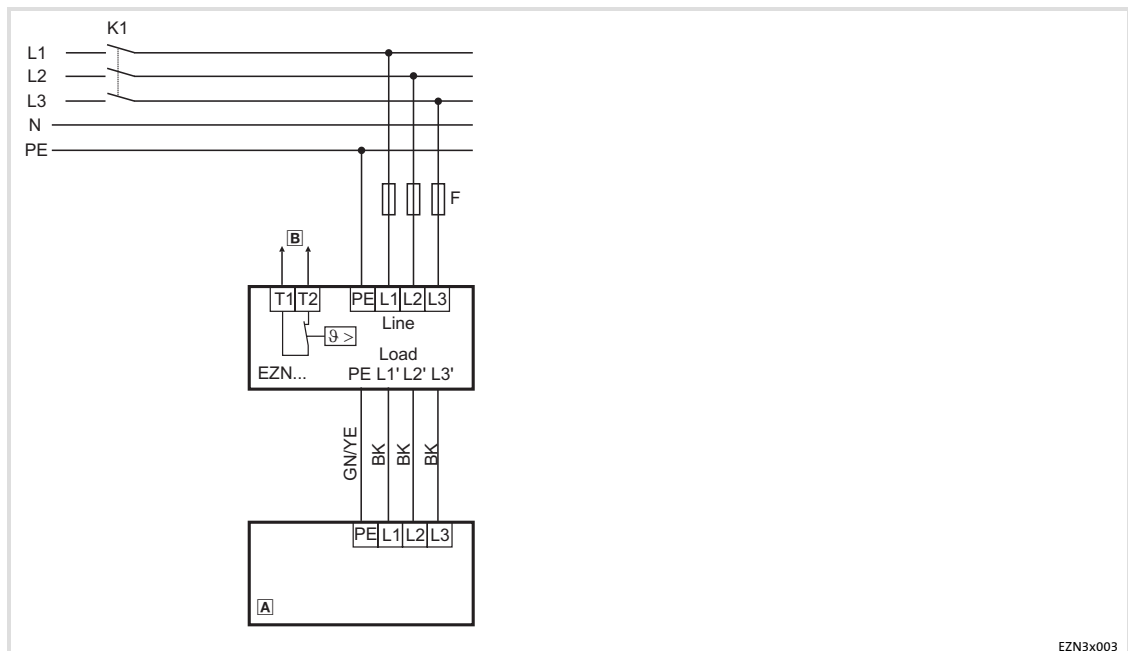 K1
L1
L2
L3
N
PE
F
B
T1 T2 PE L1 L2 L3
Line
ϑ >
Load
EZN... PE L1' L2' L3'
GN/YE BK BK BK
PE L1 L2 L3
A
EZN3x003